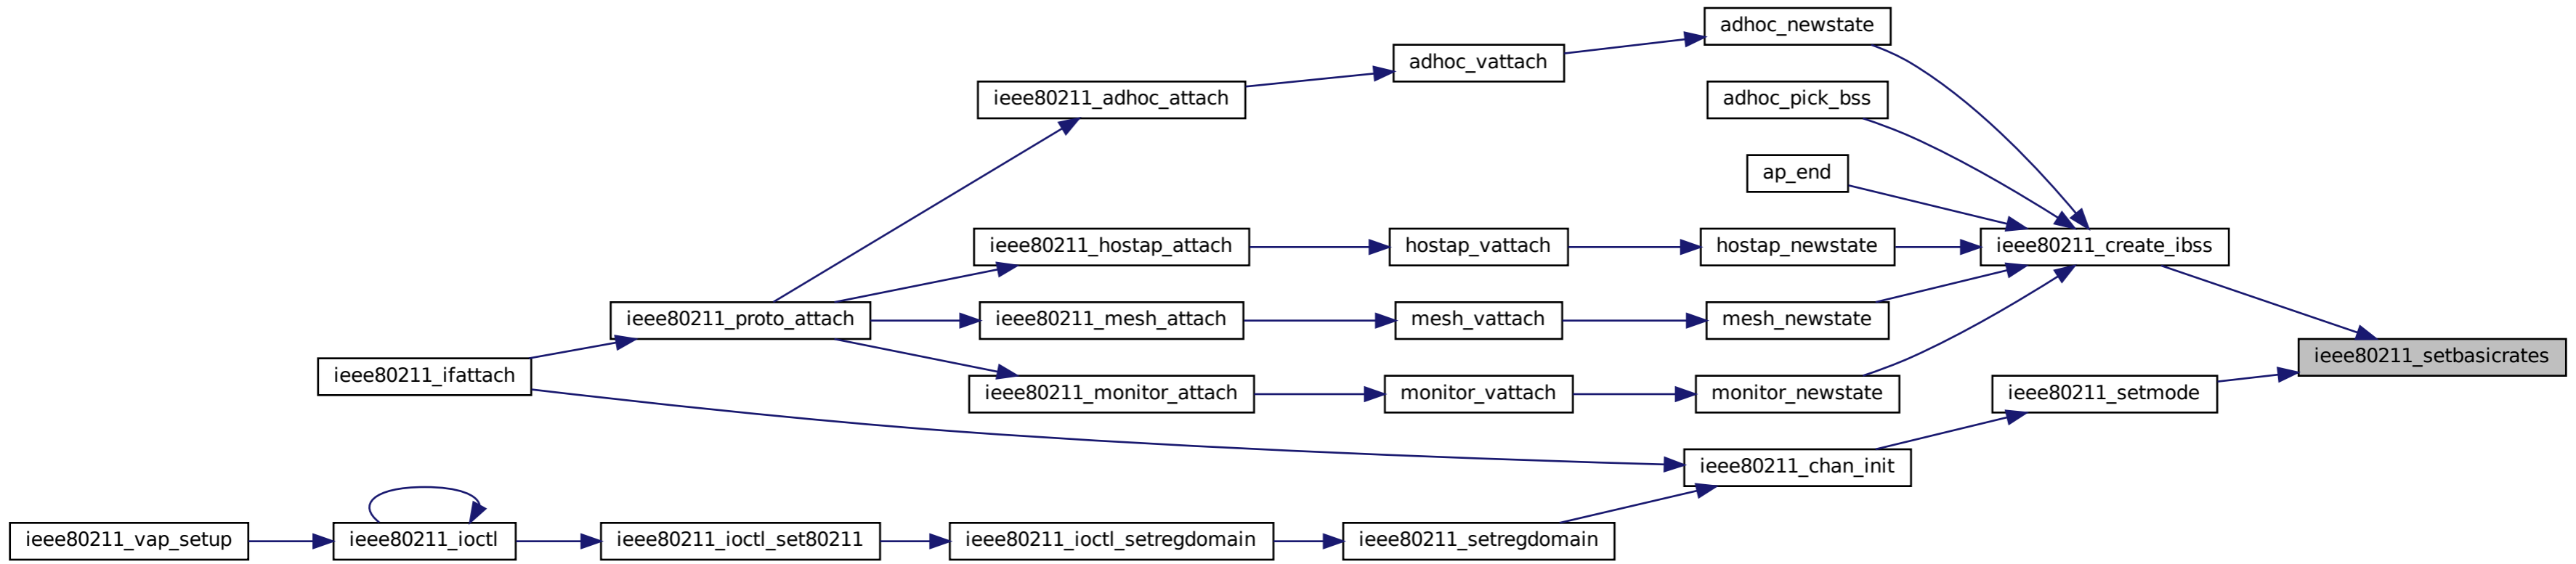 adhoc_newstate
adhoc_vattach
ieee80211_adhoc_attach
adhoc_pick_bss
ap_end
ieee80211_hostap_attach
hostap_vattach
hostap_newstate
ieee80211_create_ibss
ieee80211_proto_attach
ieee80211_mesh_attach
mesh_vattach
mesh_newstate
ieee80211_setbasicrates
ieee80211_ifattach
ieee80211_monitor_attach
monitor_vattach
monitor_newstate
ieee80211_setmode
ieee80211_chan_init
ieee80211_vap_setup
ieee80211_ioctl
ieee80211_ioctl_set80211
ieee80211_ioctl_setregdomain
ieee80211_setregdomain